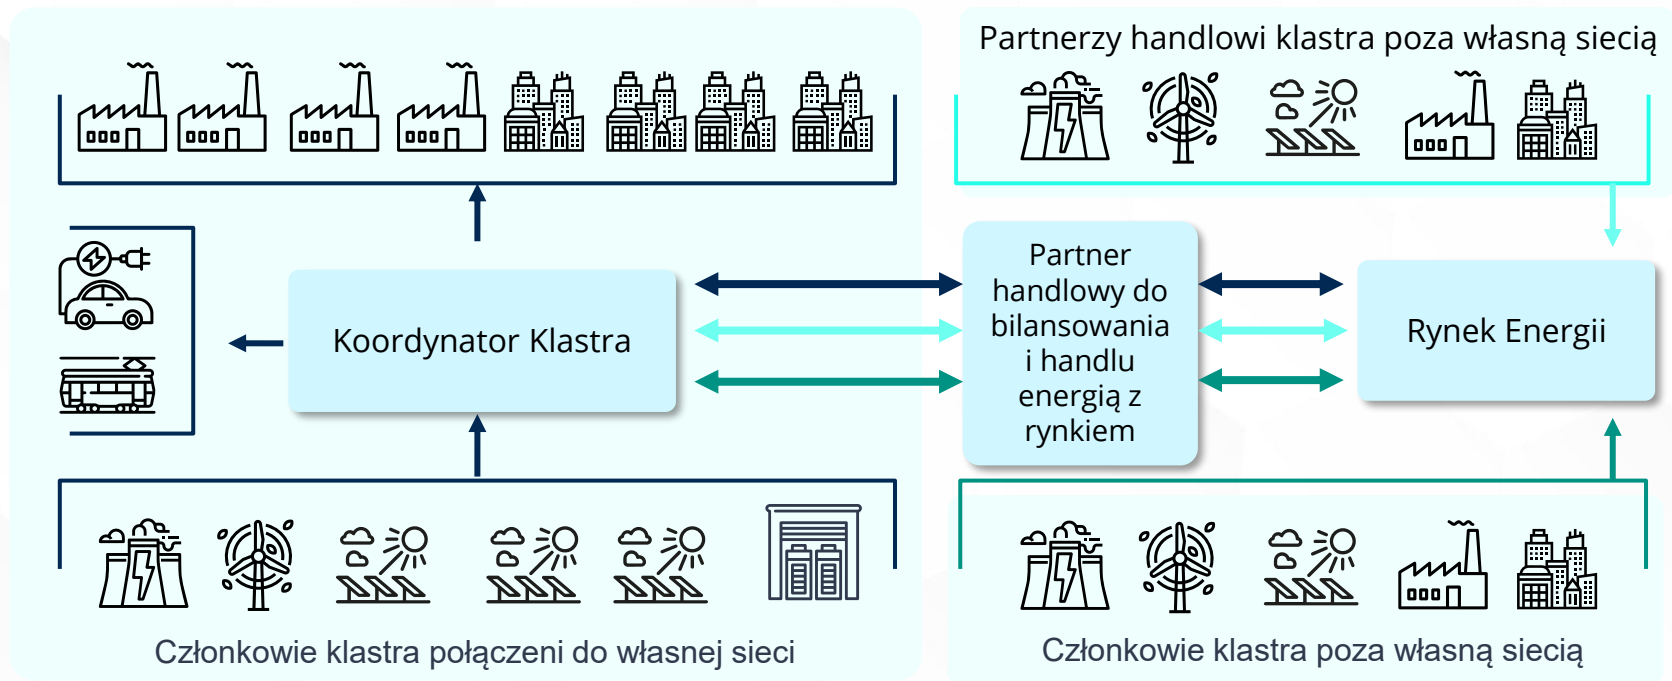 Partnerzy handlowi klastra poza własną siecią
Koordynator Klastra
Partner
handlowy do
bilansowania
i handlu
energią z
rynkiem
Rynek Energii
Członkowie klastra połączeni do własnej sieci
Członkowie klastra poza własną siecią